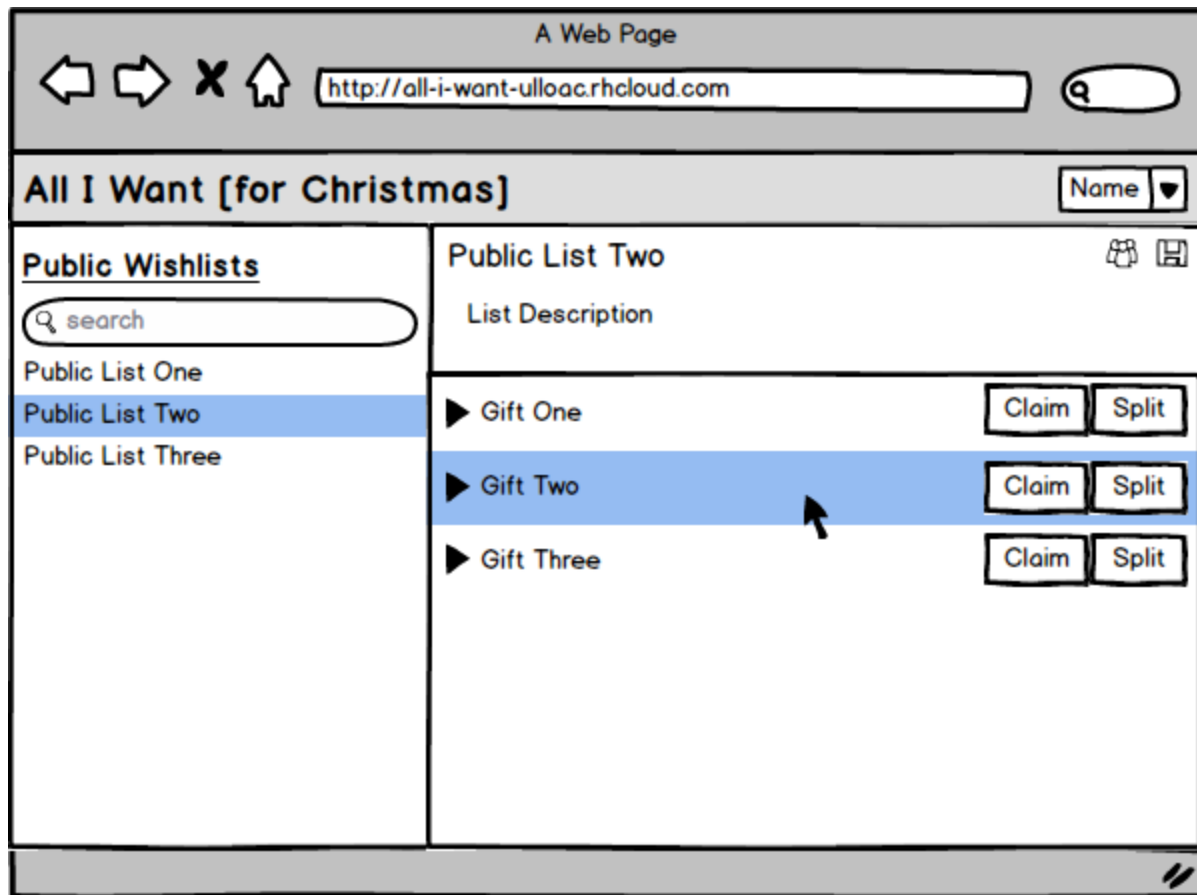 A Web Page
http://all-i-want-ulloac.rhcloud.com
All I Want [for Christmas]
Name
Public Wishlists
search
Public List One
Public List Two
Public List Three
Public List Two
List Description
Gift One Claim Split
Gift Two Claim Split
Gift Three Claim Split